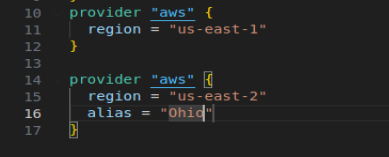 10 provider "aws" {
11 region = "us-east-1"
12 }
13
14 provider "aws" {
15 region = "us-east-2"
16 alias = "Ohio"
17 }